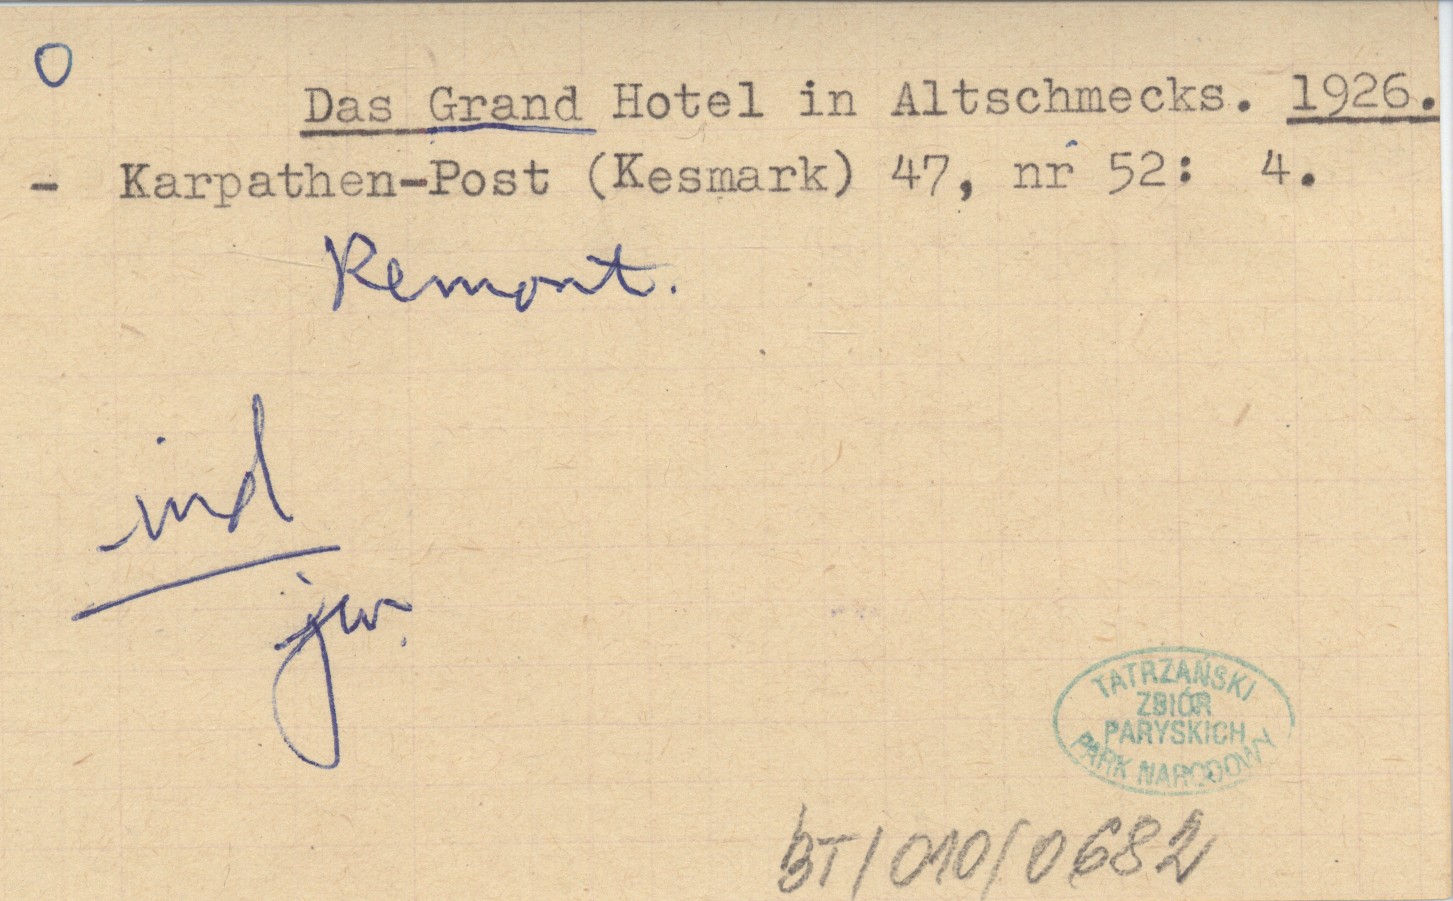 O
Das Grand Hotel in Altschmecks. 1926.
- Karpathen-Post (Kesmark) 47, nr 52: 4.
Remont.
ind
jw.
TATRZAŃSKI
ZBIÓR
PARYSKICH
PARK NARODOWY
BT/010/0682